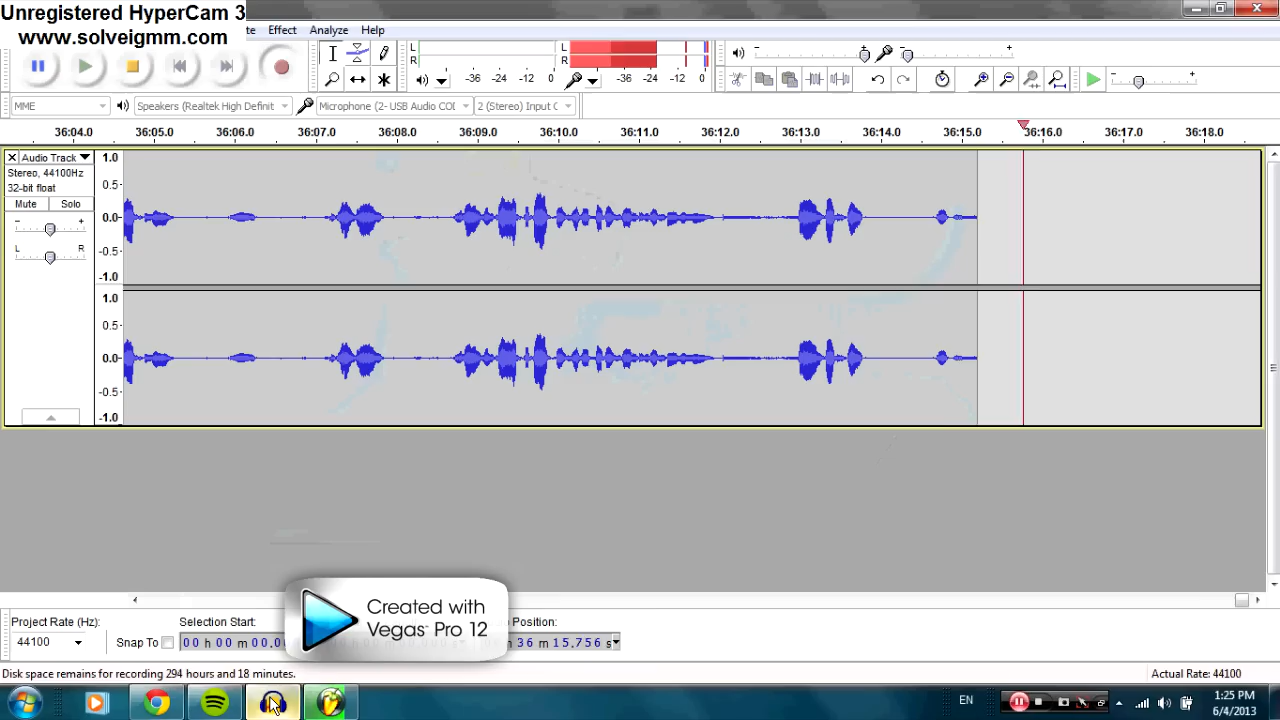 Unregistered HyperCam 3
www.solveigmm.com
Effect Analyze Help
L
R
-36 -24 -12 0
L
R
-36 -24 -12 0
MME
Speakers (Realtek High Definit
Microphone (2- USB Audio COD
2 (Stereo) Input C
36:04.0 36:05.0 36:06.0 36:07.0 36:08.0 36:09.0 36:10.0 36:11.0 36:12.0 36:13.0 36:14.0 36:15.0 36:16.0 36:17.0 36:18.0
Audio Track
Stereo, 44100Hz
32-bit float
Mute Solo
- +
L R
1.0
0.5
0.0
-0.5
-1.0
1.0
0.5
0.0
-0.5
-1.0
Created with
Vegas Pro 12
Project Rate (Hz):
44100
Snap To
Selection Start:
00 h 00 m 00
Position:
36 m 15.756 s
Disk space remains for recording 294 hours and 18 minutes.
Actual Rate: 44100
EN
1:25 PM
6/4/2013